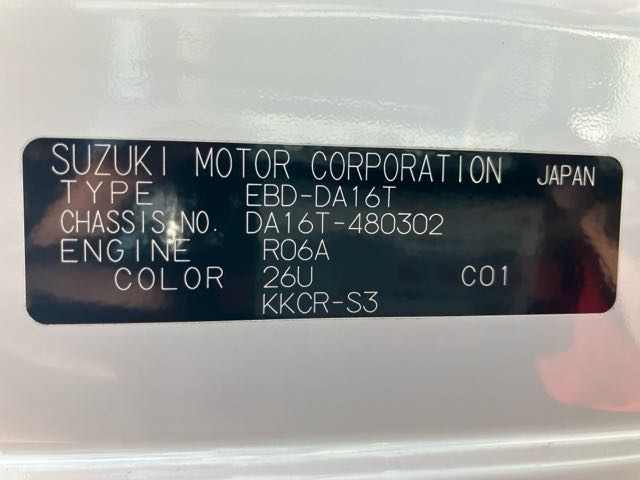 SUZUKI MOTOR CORPORATION JAPAN
TYPE EBD-DA16T
CHASSIS NO. DA16T-480302
ENGINE R06A
COLOR 26U C01
KKCR-S3